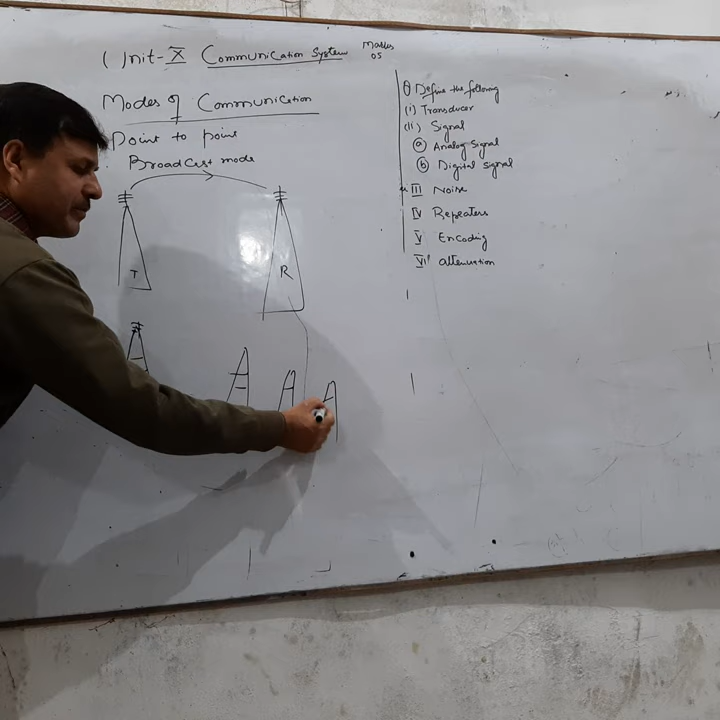 Unit-X Communication System Marks 05
Modes of Communication
Point to point
Broadcast mode
T
R
Define the following
(i) Transducer
(ii) Signal
(a) Analog Signal
(b) Digital Signal
III Noise
IV Repeaters
V Encoding
VI attenuation